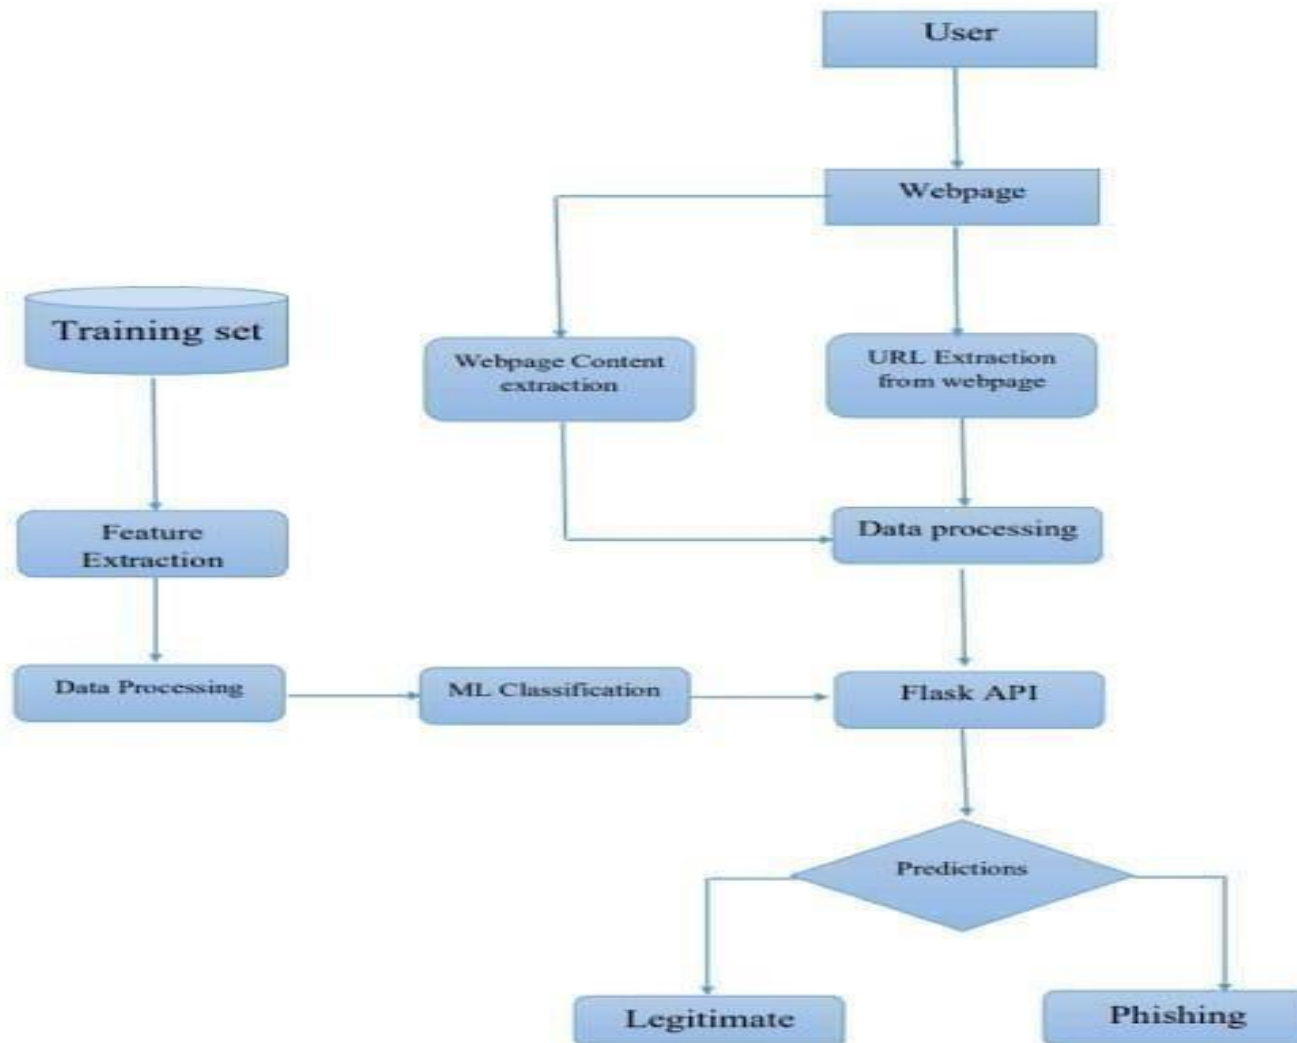 User
Webpage
Training set
Webpage Content
extraction
URL Extraction
from webpage
Feature
Extraction
Data processing
Data Processing
ML Classification
Flask API
Predictions
Legitimate
Phishing